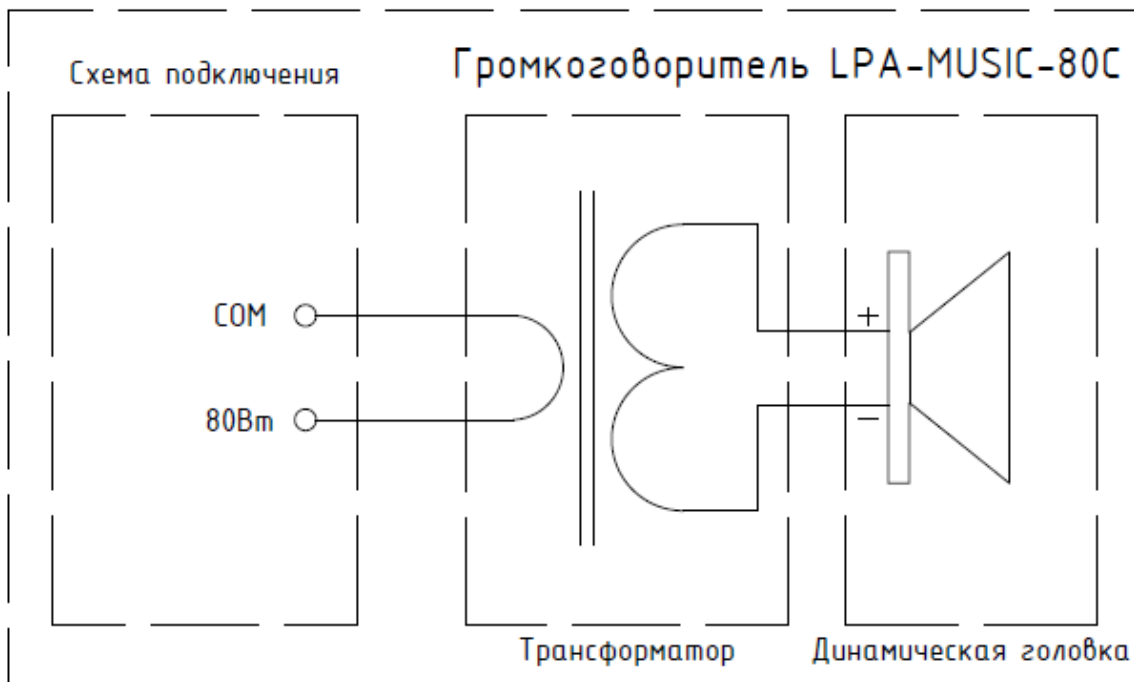 Громкоговоритель LPA-MUSIC-80C
Схема подключения
COM
80Вт
+
−
Трансформатор
Динамическая головка